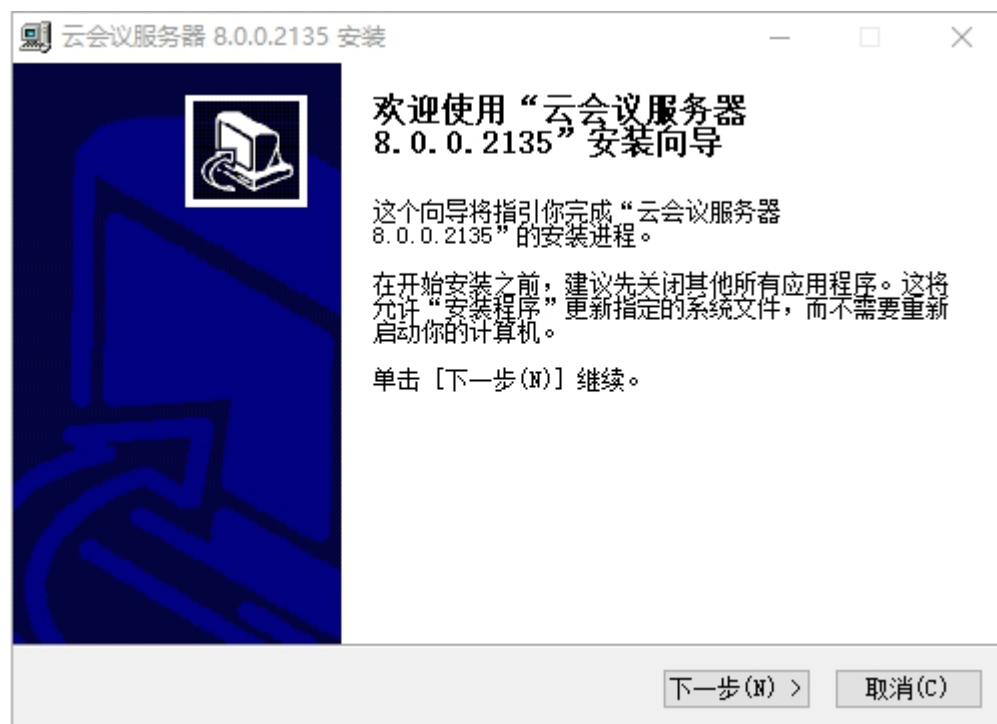 云会议服务器 8.0.0.2135 安装
欢迎使用“云会议服务器
8.0.0.2135”安装向导
这个向导将指引你完成“云会议服务器
8.0.0.2135”的安装进程。
在开始安装之前，建议先关闭其他所有应用程序。这将
允许“安装程序”更新指定的系统文件，而不需要重新
启动你的计算机。
单击 [下一步(N)] 继续。
下一步(N) >
取消(C)